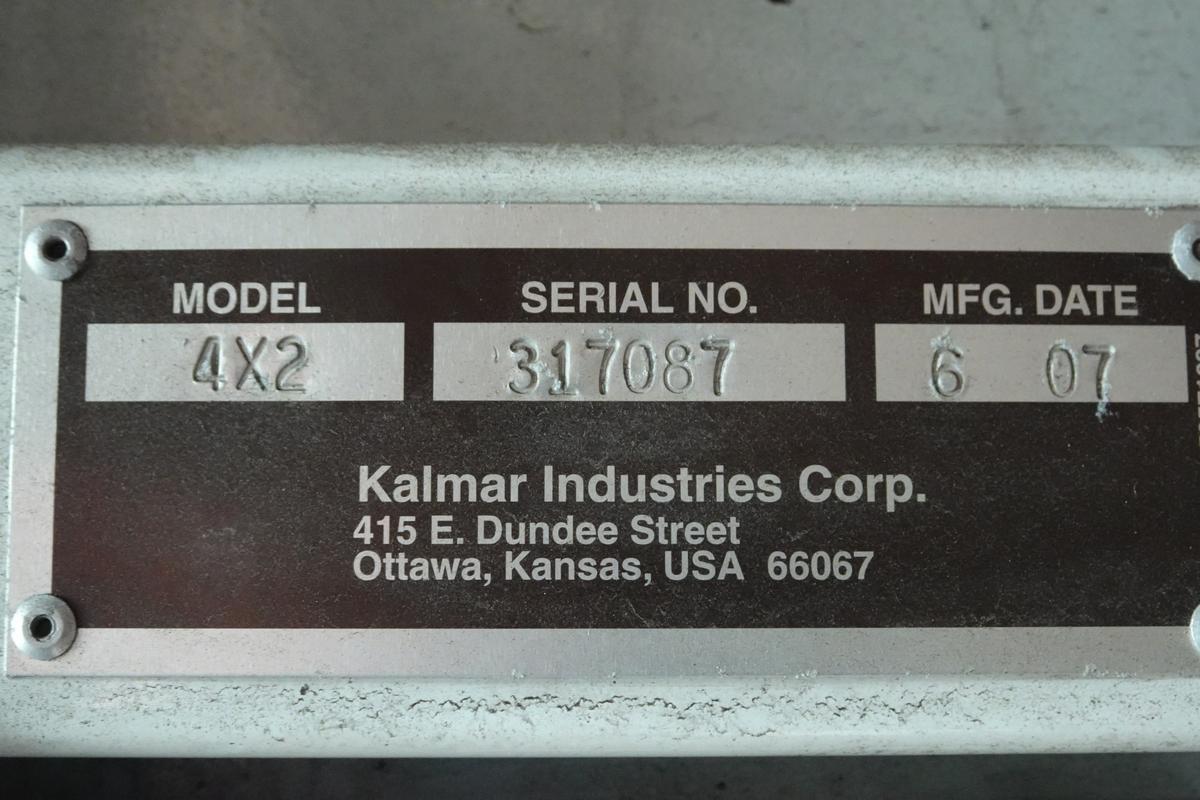 MODEL SERIAL NO. MFG. DATE
4X2 317087 6 07
Kalmar Industries Corp.
415 E. Dundee Street
Ottawa, Kansas, USA 66067